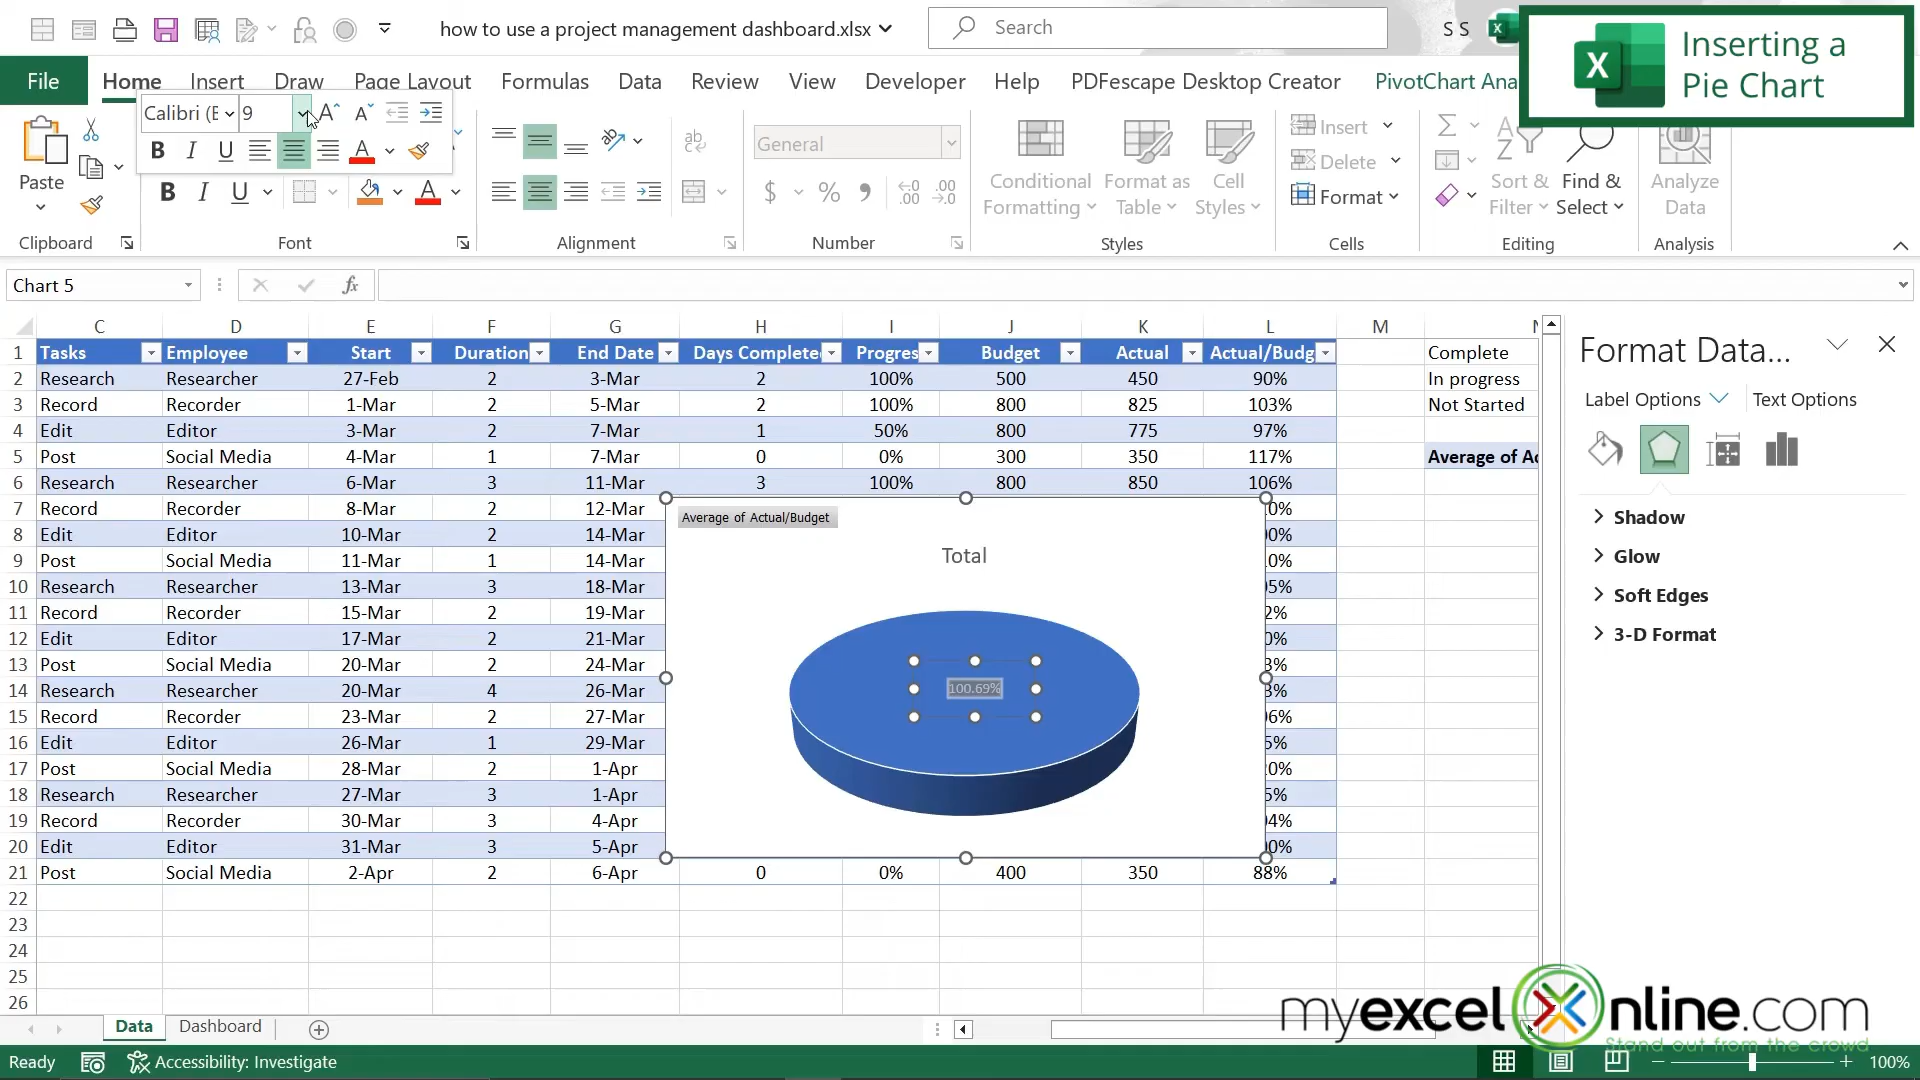 how to use a project management dashboard.xlsx
Search
S S
Inserting a
Pie Chart
File Home Insert Draw Page Layout Formulas Data Review View Developer Help PDFescape Desktop Creator PivotChart Ana
Calibri (E 9
Paste
Clipboard
Font
Alignment
General
Number
Conditional
Formatting
Format as
Table
Cell
Styles
Styles
Insert
Delete
Format
Cells
Sort &
Filter
Find &
Select
Editing
Analyze
Data
Analysis
Chart 5
C D E F G H I J K L M
1 Tasks Employee Start Duration End Date Days Complete Progres Budget Actual Actual/Budg Complete
2 Research Researcher 27-Feb 2 3-Mar 2 100% 500 450 90% In progress
3 Record Recorder 1-Mar 2 5-Mar 2 100% 800 825 103% Not Started
4 Edit Editor 3-Mar 2 7-Mar 1 50% 800 775 97%
5 Post Social Media 4-Mar 1 7-Mar 0 0% 300 350 117% Average of Ac
6 Research Researcher 6-Mar 3 11-Mar 3 100% 800 850 106%
7 Record Recorder 8-Mar 2 12-Mar
8 Edit Editor 10-Mar 2 14-Mar
9 Post Social Media 11-Mar 1 14-Mar
10 Research Researcher 13-Mar 3 18-Mar
11 Record Recorder 15-Mar 2 19-Mar
12 Edit Editor 17-Mar 2 21-Mar
13 Post Social Media 20-Mar 2 24-Mar
14 Research Researcher 20-Mar 4 26-Mar
15 Record Recorder 23-Mar 2 27-Mar
16 Edit Editor 26-Mar 1 29-Mar
17 Post Social Media 28-Mar 2 1-Apr
18 Research Researcher 27-Mar 3 1-Apr
19 Record Recorder 30-Mar 3 4-Apr
20 Edit Editor 31-Mar 3 5-Apr
21 Post Social Media 2-Apr 2 6-Apr 0 0% 400 350 88%
22
23
24
25
26
Average of Actual/Budget
Total
100.69%
Format Data...
Label Options Text Options
Shadow
Glow
Soft Edges
3-D Format
myexcelonline.com
Stand out from the crowd
Data Dashboard
Ready Accessibility: Investigate 100%